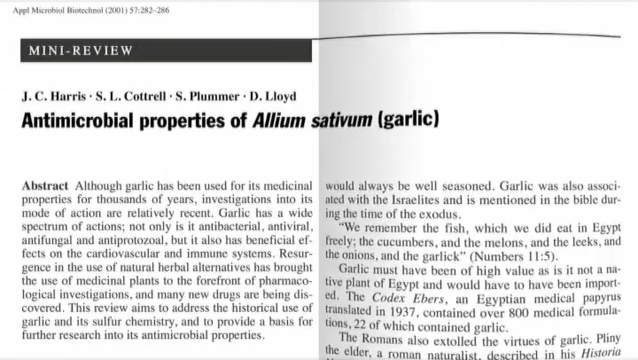 Appl Microbiol Biotechnol (2001) 57:282–286
MINI-REVIEW
J. C. Harris · S. L. Cottrell · S. Plummer · D. Lloyd
Antimicrobial properties of Allium sativum (garlic)
Abstract Although garlic has been used for its medicinal
properties for thousands of years, investigations into its
mode of action are relatively recent. Garlic has a wide
spectrum of actions; not only is it antibacterial, antiviral,
antifungal and antiprotozoal, but it also has beneficial ef-
fects on the cardiovascular and immune systems. Resur-
gence in the use of natural herbal alternatives has brought
the use of medicinal plants to the forefront of pharmaco-
logical investigations, and many new drugs are being dis-
covered. This review aims to address the historical use of
garlic and its sulfur chemistry, and to provide a basis for
further research into its antimicrobial properties.
would always be well seasoned. Garlic was also associ-
ated with the Israelites and is mentioned in the bible dur-
ing the time of the exodus.
“We remember the fish, which we did eat in Egypt
freely; the cucumbers, and the melons, and the leeks, and
the onions, and the garlick” (Numbers 11:5).
Garlic must have been of high value as is it not a na-
tive plant of Egypt and would have to have been import-
ed. The Codex Ebers, an Egyptian medical papyrus
translated in 1937, contained over 800 medical formula-
tions, 22 of which contained garlic.
The Romans also extolled the virtues of garlic. Pliny
the elder, a roman naturalist, described in his Historia